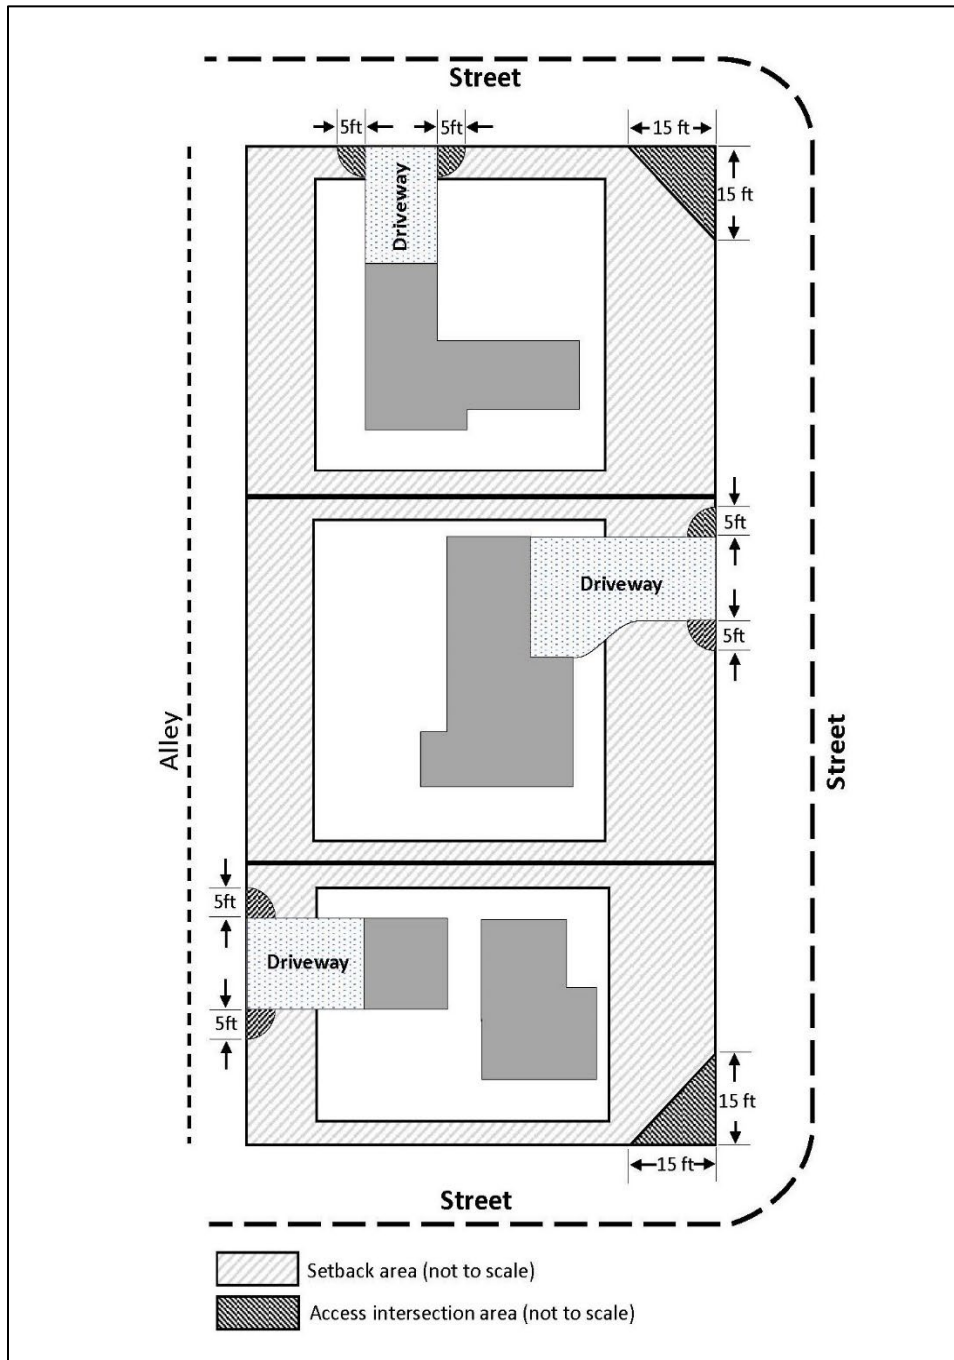 Street
5ft
5ft
15 ft
15 ft
Driveway
5ft
Driveway
5ft
Alley
Street
5ft
Driveway
5ft
15 ft
15 ft
Street
Setback area (not to scale)
Access intersection area (not to scale)